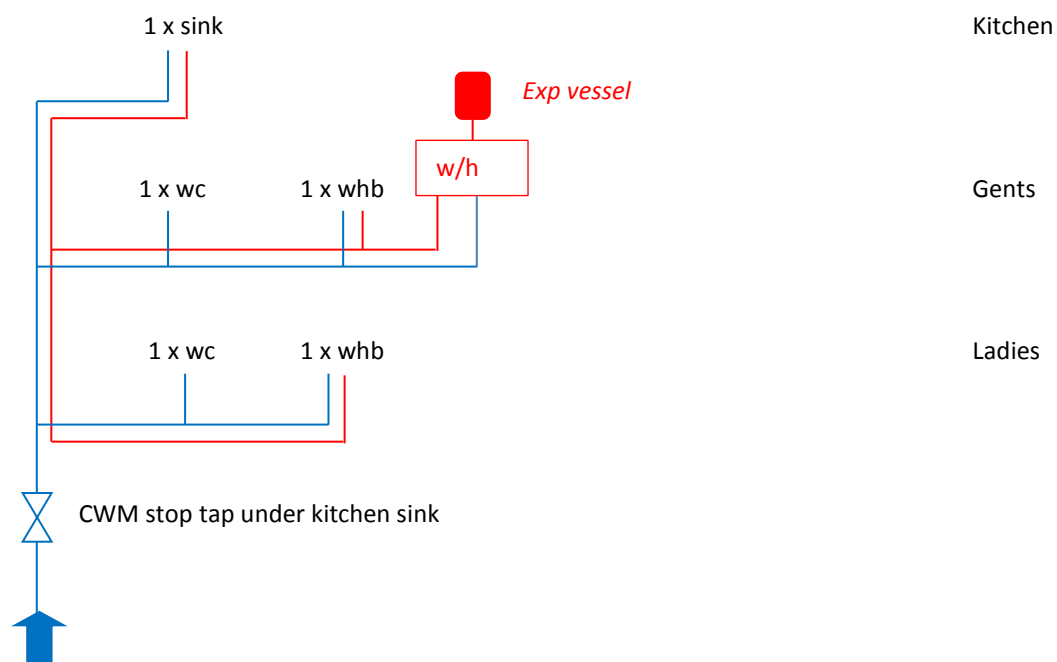 1 x sink
Kitchen
Exp vessel
w/h
1 x wc
1 x whb
Gents
1 x wc
1 x whb
Ladies
CWM stop tap under kitchen sink